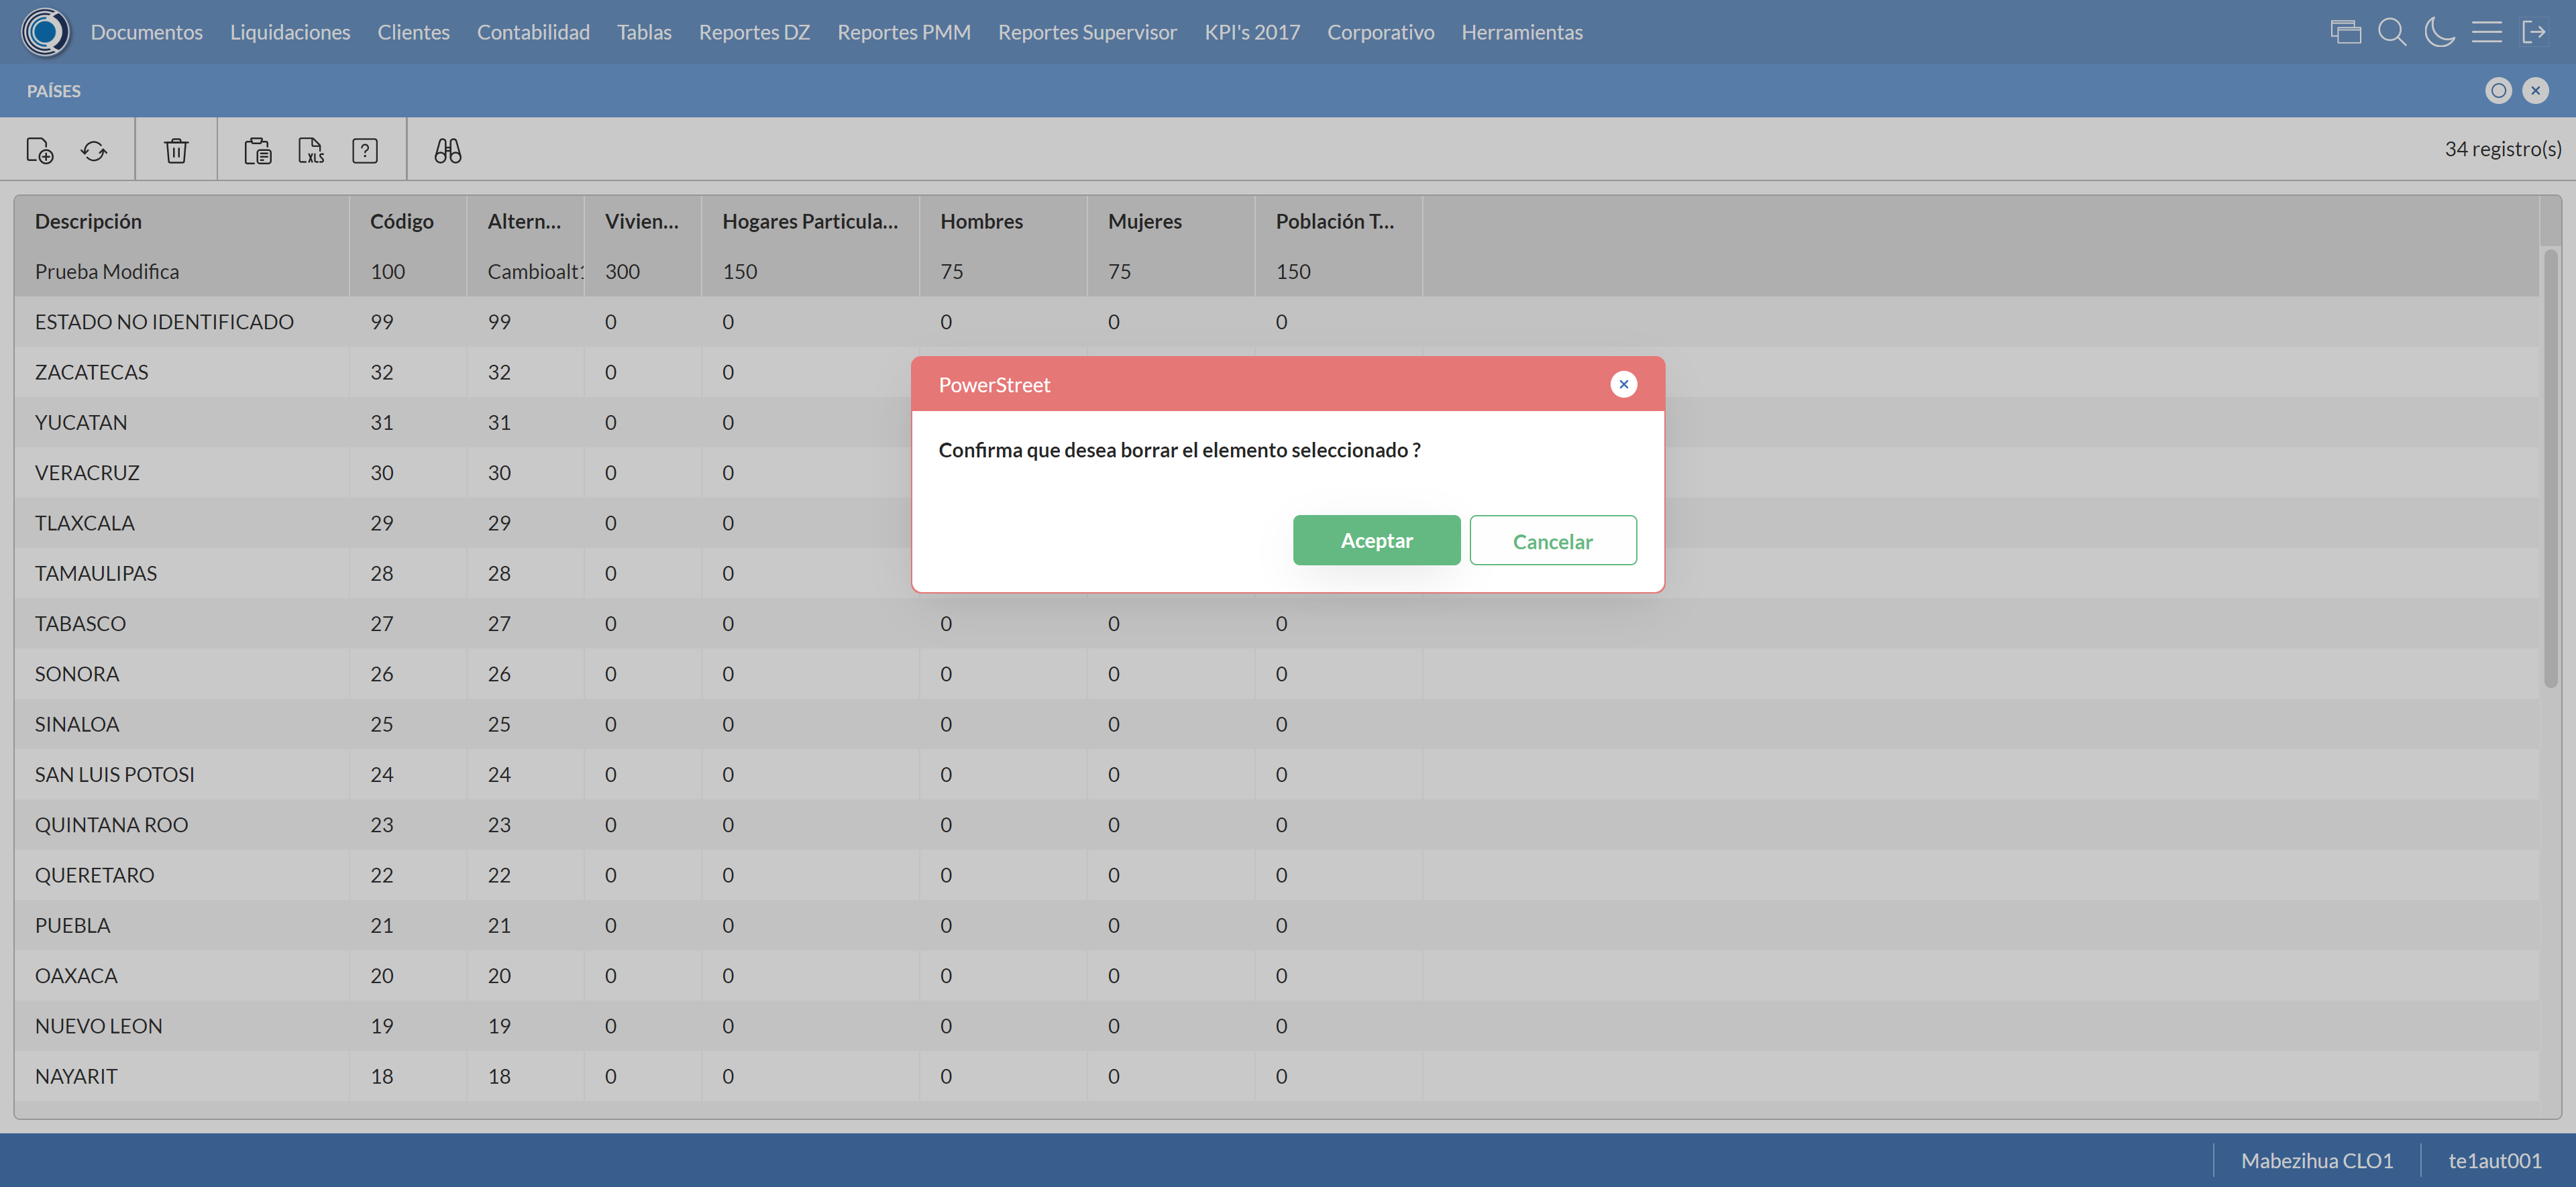 Documentos Liquidaciones Clientes Contabilidad Tablas Reportes DZ Reportes PMM Reportes Supervisor KPI's 2017 Corporativo Herramientas
PAÍSES
XLS ? 34 registro(s)
Descripción Código Altern... Vivien... Hogares Particula... Hombres Mujeres Población T...
Prueba Modifica 100 Cambioalt1 300 150 75 75 150
ESTADO NO IDENTIFICADO 99 99 0 0 0 0 0
ZACATECAS 32 32 0 0
YUCATAN 31 31 0 0
VERACRUZ 30 30 0 0
TLAXCALA 29 29 0 0
TAMAULIPAS 28 28 0 0
PowerStreet
Confirma que desea borrar el elemento seleccionado ?
Aceptar Cancelar
TABASCO 27 27 0 0 0 0 0
SONORA 26 26 0 0 0 0 0
SINALOA 25 25 0 0 0 0 0
SAN LUIS POTOSI 24 24 0 0 0 0 0
QUINTANA ROO 23 23 0 0 0 0 0
QUERETARO 22 22 0 0 0 0 0
PUEBLA 21 21 0 0 0 0 0
OAXACA 20 20 0 0 0 0 0
NUEVO LEON 19 19 0 0 0 0 0
NAYARIT 18 18 0 0 0 0 0
Mabezihua CLO1 te1aut001